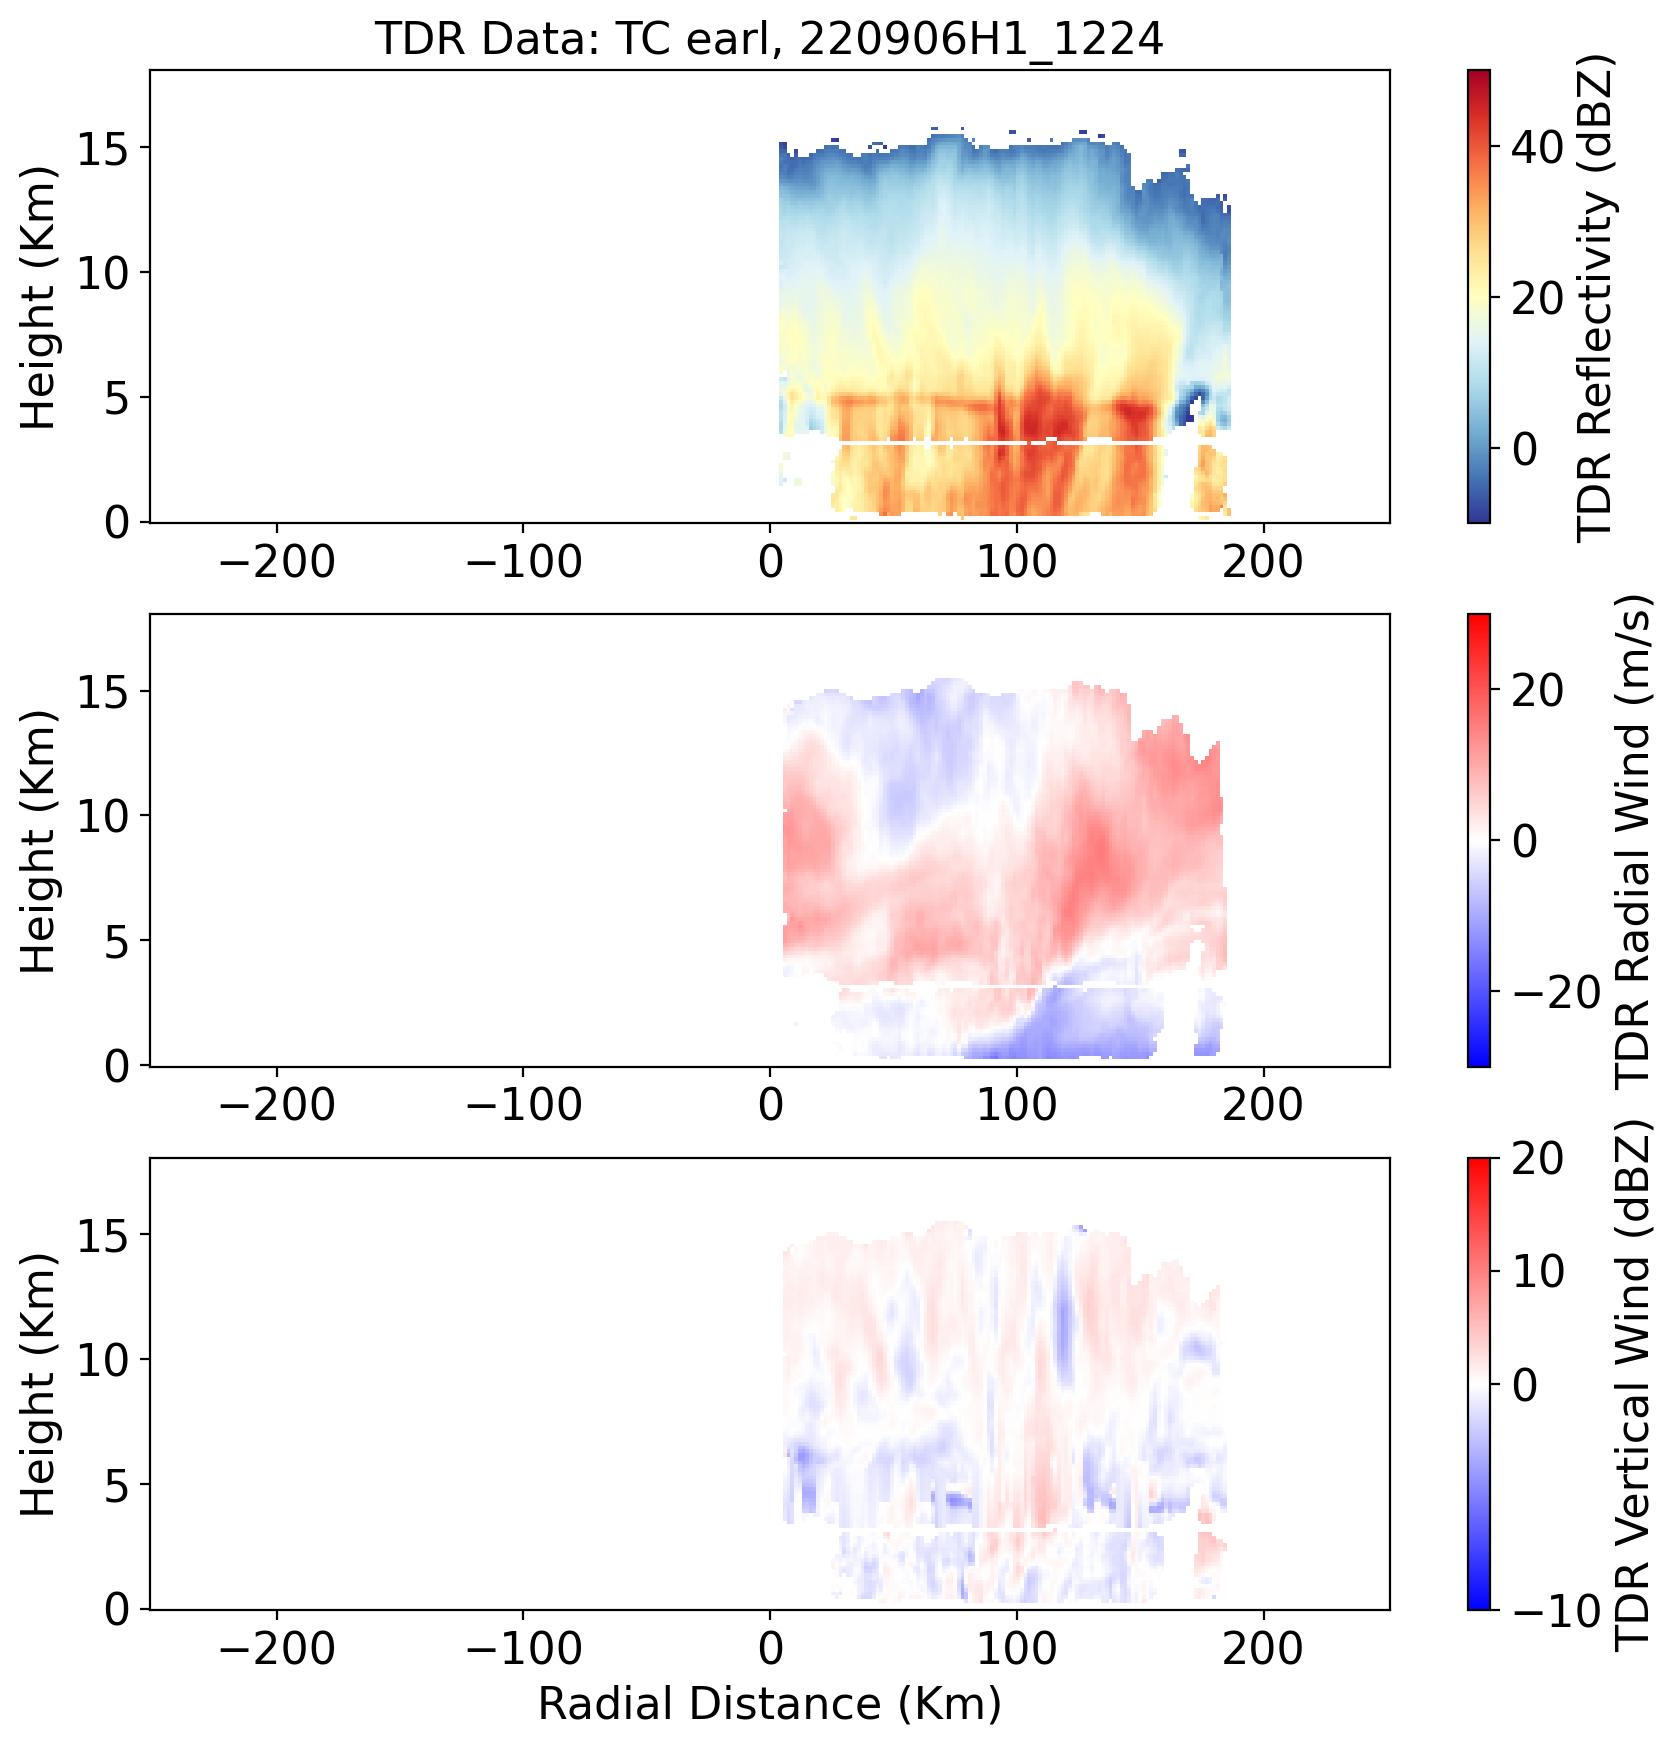 TDR Data: TC earl, 220906H1_1224
Height (Km)
15
10
5
0
−200 −100 0 100 200
40
20
0
TDR Reflectivity (dBZ)
Height (Km)
15
10
5
0
−200 −100 0 100 200
20
0
−20
TDR Radial Wind (m/s)
Height (Km)
15
10
5
0
−200 −100 0 100 200
Radial Distance (Km)
20
10
0
−10
TDR Vertical Wind (dBZ)